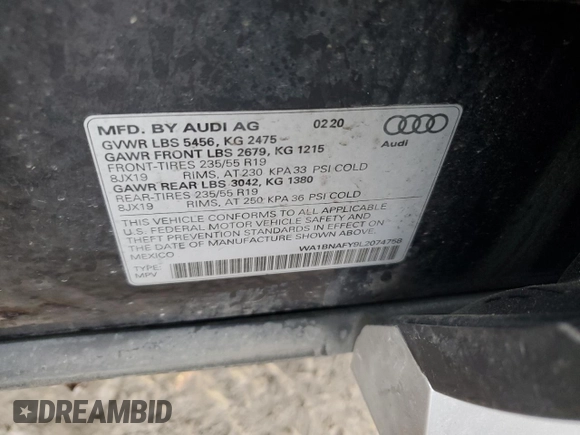 MFD. BY AUDI AG 0220
GVWR LBS 5456, KG 2475
GAWR FRONT LBS 2679, KG 1215
FRONT-TIRES 235/55 R19
8JX19 RIMS, AT 230 KPA 33 PSI COLD
GAWR REAR LBS 3042, KG 1380
REAR-TIRES 235/55 R19
8JX19 RIMS, AT 250 KPA 36 PSI COLD
THIS VEHICLE CONFORMS TO ALL APPLICABLE
U.S. FEDERAL MOTOR VEHICLE SAFETY AND
THEFT PREVENTION STANDARDS IN EFFECT ON
THE DATE OF MANUFACTURE SHOWN ABOVE.
MEXICO
WA1BNAFY8L2074758
TYPE:
MPV
Audi
DREAMBID